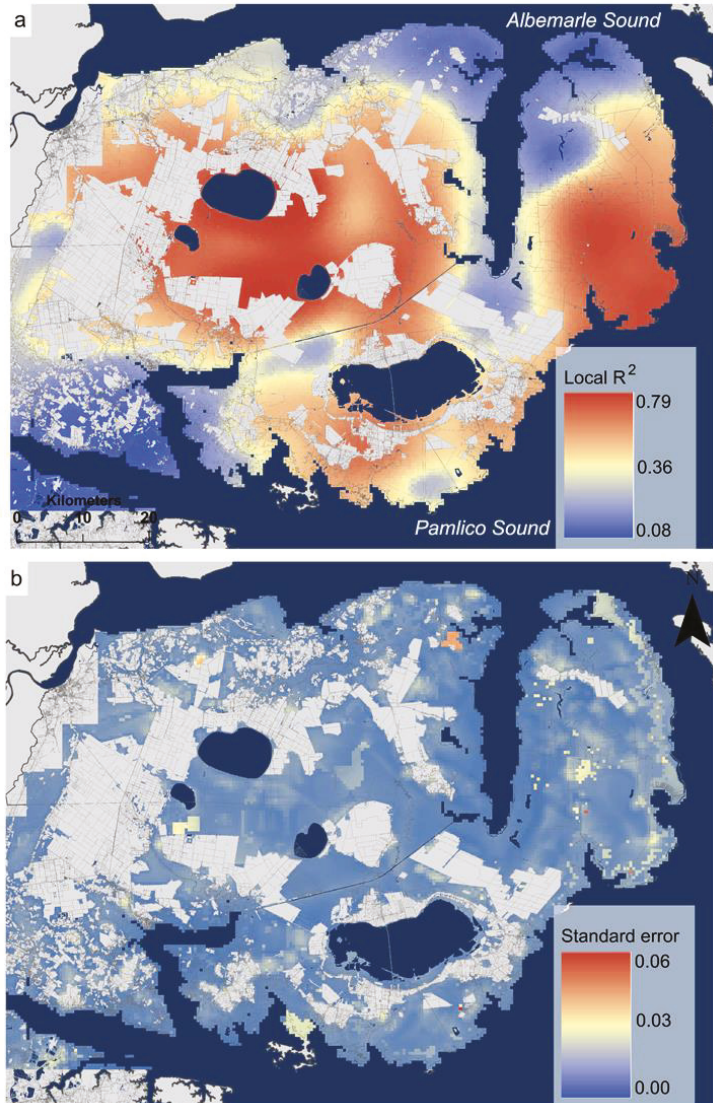 a
Albemarle Sound
Local R²
0.79
0.36
0.08
Kilometers
0 10 20
Pamlico Sound
b
N
Standard error
0.06
0.03
0.00